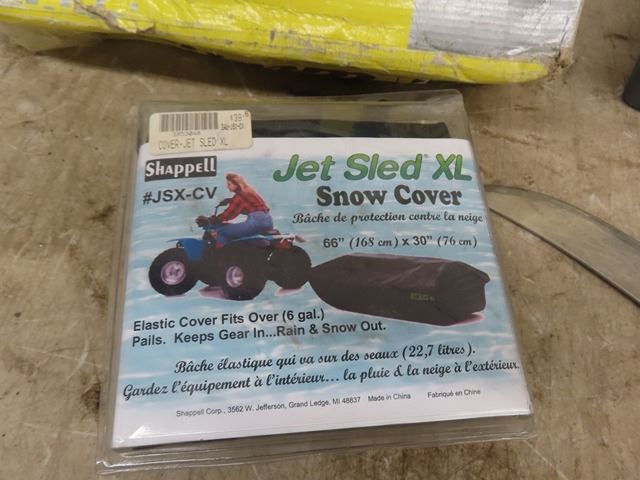 COVER-JET SLED XL
Shappell
#JSX-CV
Jet Sled XL
Snow Cover
Bâche de protection contre la neige
66" (168 cm) x 30" (76 cm)
Elastic Cover Fits Over (6 gal.)
Pails. Keeps Gear In...Rain & Snow Out.
Bâche élastique qui va sur des seaux (22,7 litres).
Gardez l'équipement à l'intérieur... la pluie & la neige à l'extérieur.
Shappell Corp., 3562 W. Jefferson, Grand Ledge, MI 48837 Made in China Fabriqué en Chine